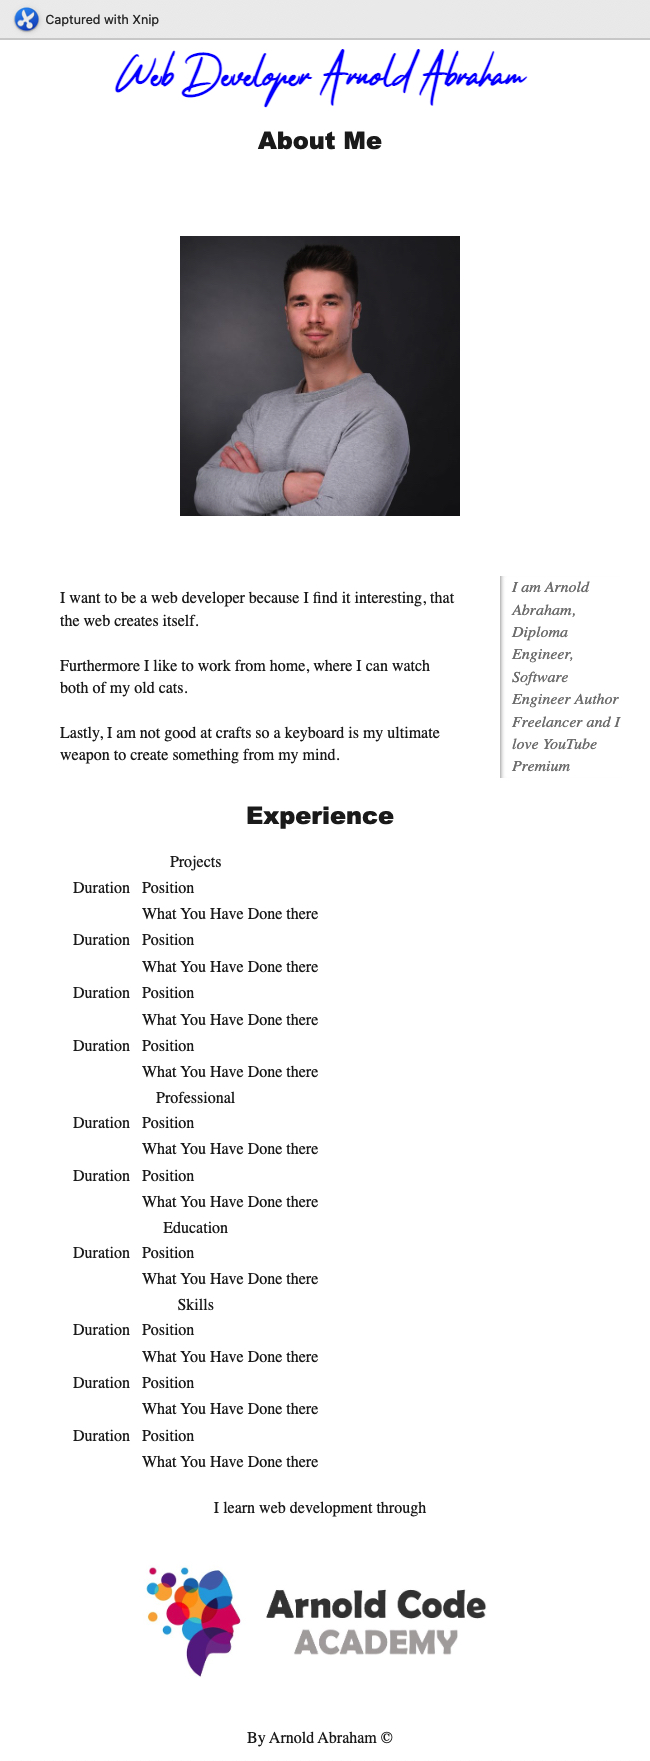 Captured with Xnip
Web Developer Arnold Abraham
About Me
I want to be a web developer because I find it interesting, that
the web creates itself.
Furthermore I like to work from home, where I can watch
both of my old cats.
Lastly, I am not good at crafts so a keyboard is my ultimate
weapon to create something from my mind.
I am Arnold
Abraham,
Diploma
Engineer,
Software
Engineer Author
Freelancer and I
love YouTube
Premium
Experience
Projects
Duration Position
What You Have Done there
Duration Position
What You Have Done there
Duration Position
What You Have Done there
Duration Position
What You Have Done there
Professional
Duration Position
What You Have Done there
Duration Position
What You Have Done there
Education
Duration Position
What You Have Done there
Skills
Duration Position
What You Have Done there
Duration Position
What You Have Done there
Duration Position
What You Have Done there
I learn web development through
Arnold Code
ACADEMY
By Arnold Abraham ©